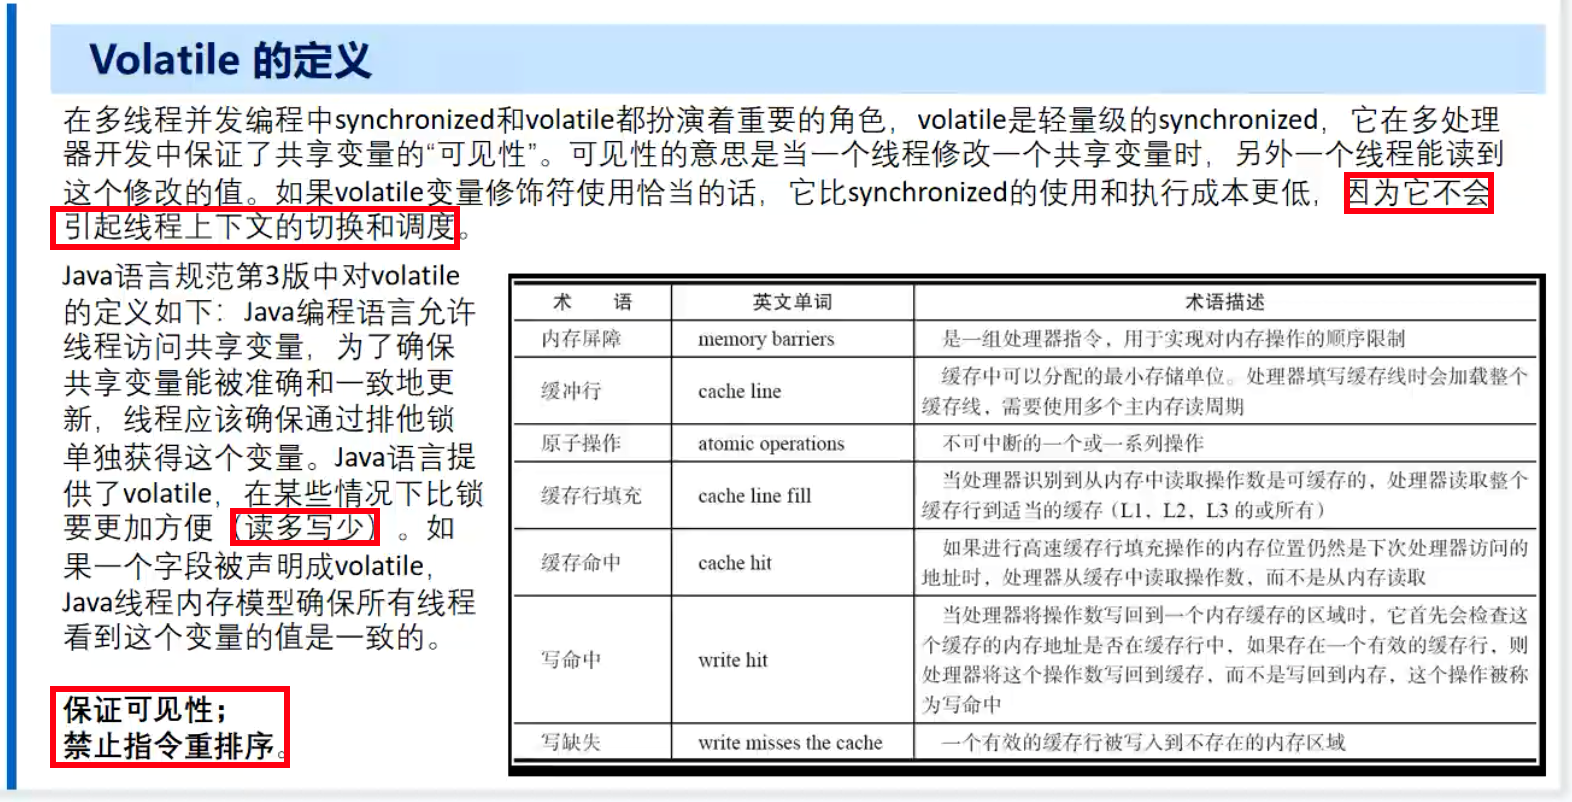 Volatile 的定义
在多线程并发编程中synchronized和volatile都扮演着重要的角色，volatile是轻量级的synchronized，它在多处理
器开发中保证了共享变量的“可见性”。可见性的意思是当一个线程修改一个共享变量时，另外一个线程能读到
这个修改的值。如果volatile变量修饰符使用恰当的话，它比synchronized的使用和执行成本更低，因为它不会
引起线程上下文的切换和调度。
Java语言规范第3版中对volatile
的定义如下：Java编程语言允许
线程访问共享变量，为了确保
共享变量能被准确和一致地更
新，线程应该确保通过排他锁
单独获得这个变量。Java语言提
供了volatile，在某些情况下比锁
要更加方便（读多写少）。如
果一个字段被声明成volatile，
Java线程内存模型确保所有线程
看到这个变量的值是一致的。
保证可见性；
禁止指令重排序。
术 语 英文单词 术语描述
内存屏障 memory barriers 是一组处理器指令，用于实现对内存操作的顺序限制
缓冲行 cache line 缓存中可以分配的最小存储单位。处理器填写缓存线时会加载整个
缓存线，需要使用多个主内存读周期
原子操作 atomic operations 不可中断的一个或一系列操作
缓存行填充 cache line fill 当处理器识别到从内存中读取操作数是可缓存的，处理器读取整个
缓存行到适当的缓存（L1，L2，L3 的或所有）
缓存命中 cache hit 如果进行高速缓存行填充操作的内存位置仍然是下次处理器访问的
地址时，处理器从缓存中读取操作数，而不是从内存读取
写命中 write hit 当处理器将操作数写回到一个内存缓存的区域时，它首先会检查这
个缓存的内存地址是否在缓存行中，如果存在一个有效的缓存行，则
处理器将这个操作数写回到缓存，而不是写回到内存，这个操作被称
为写命中
写缺失 write misses the cache 一个有效的缓存行被写入到不存在的内存区域